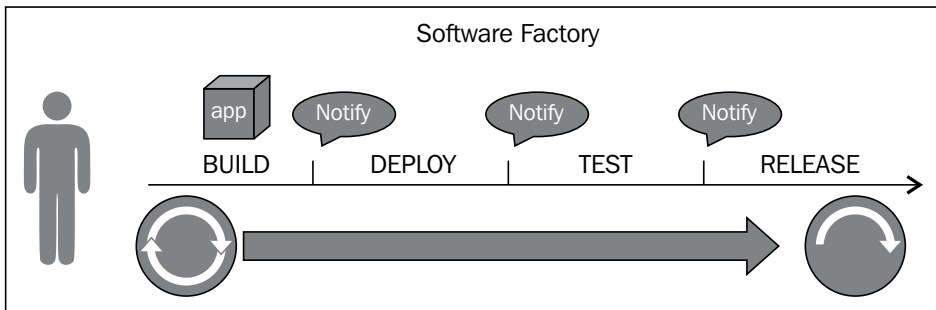 Software Factory
app
Notify
Notify
Notify
BUILD
DEPLOY
TEST
RELEASE